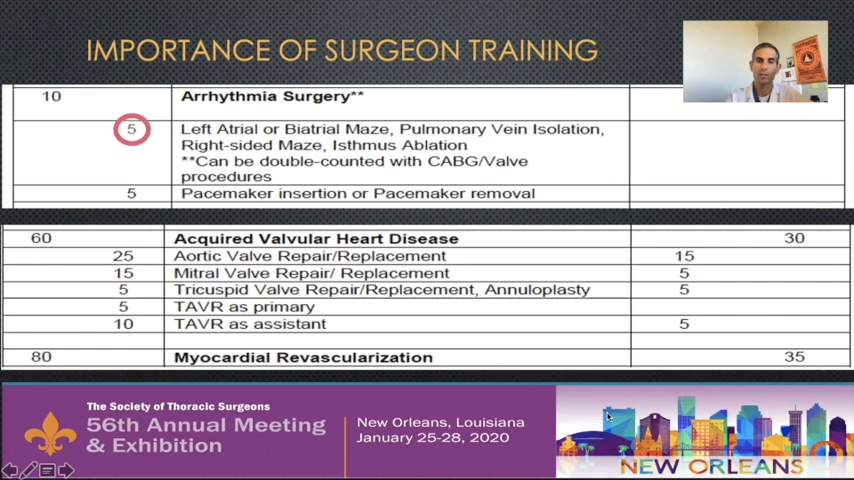 IMPORTANCE OF SURGEON TRAINING
10 Arrhythmia Surgery**
5 Left Atrial or Biatrial Maze, Pulmonary Vein Isolation,
Right-sided Maze, Isthmus Ablation
**Can be double-counted with CABG/Valve
procedures
5 Pacemaker insertion or Pacemaker removal
60 Acquired Valvular Heart Disease 30
25 Aortic Valve Repair/Replacement 15
15 Mitral Valve Repair/ Replacement 5
5 Tricuspid Valve Repair/Replacement, Annuloplasty 5
5 TAVR as primary
10 TAVR as assistant 5
80 Myocardial Revascularization 35
The Society of Thoracic Surgeons
56th Annual Meeting
& Exhibition
New Orleans, Louisiana
January 25-28, 2020
NEW ORLEANS